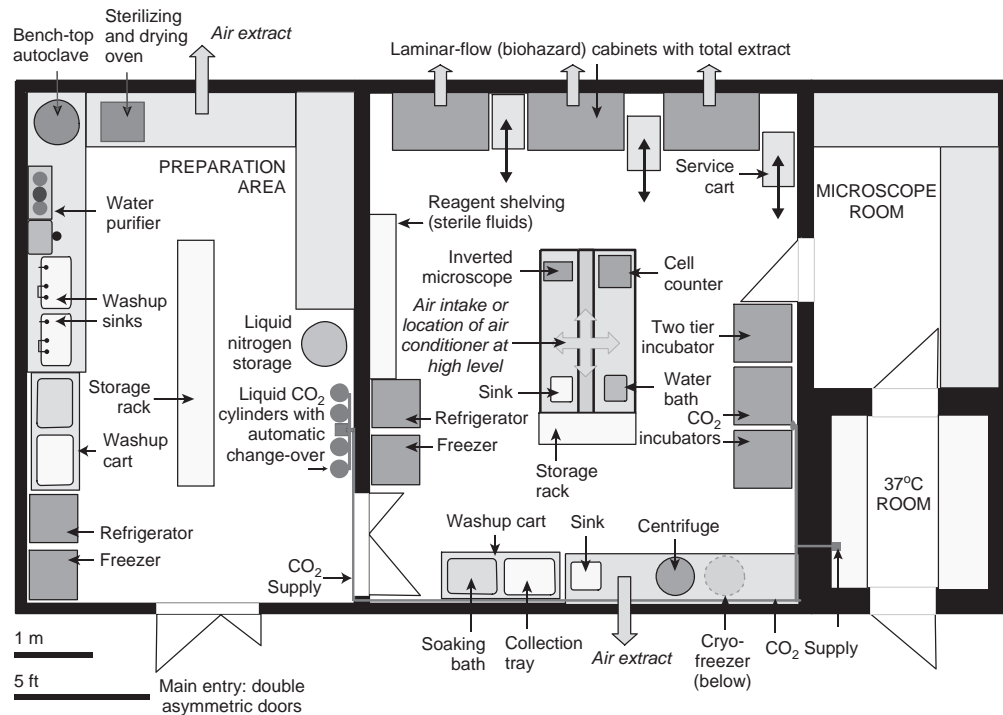 Bench-top
autoclave
Sterilizing
and drying
oven
Air extract
Laminar-flow (biohazard) cabinets with total extract
PREPARATION
AREA
Water
purifier
Reagent shelving
(sterile fluids)
Service
cart
MICROSCOPE
ROOM
Inverted
microscope
Cell
counter
Washup
sinks
Liquid
nitrogen
storage
Air intake or
location of air
conditioner at
high level
Two tier
incubator
Storage
rack
Liquid CO2
cylinders with
automatic
change-over
Sink
Water
bath
Refrigerator
CO2
incubators
Washup
cart
Freezer
Storage
rack
37oC
ROOM
Refrigerator
Freezer
Washup cart
Sink
Centrifuge
CO2
Supply
1 m
5 ft
Main entry: double
asymmetric doors
Soaking
bath
Collection
tray
Air extract
Cryo-
freezer
(below)
CO2 Supply